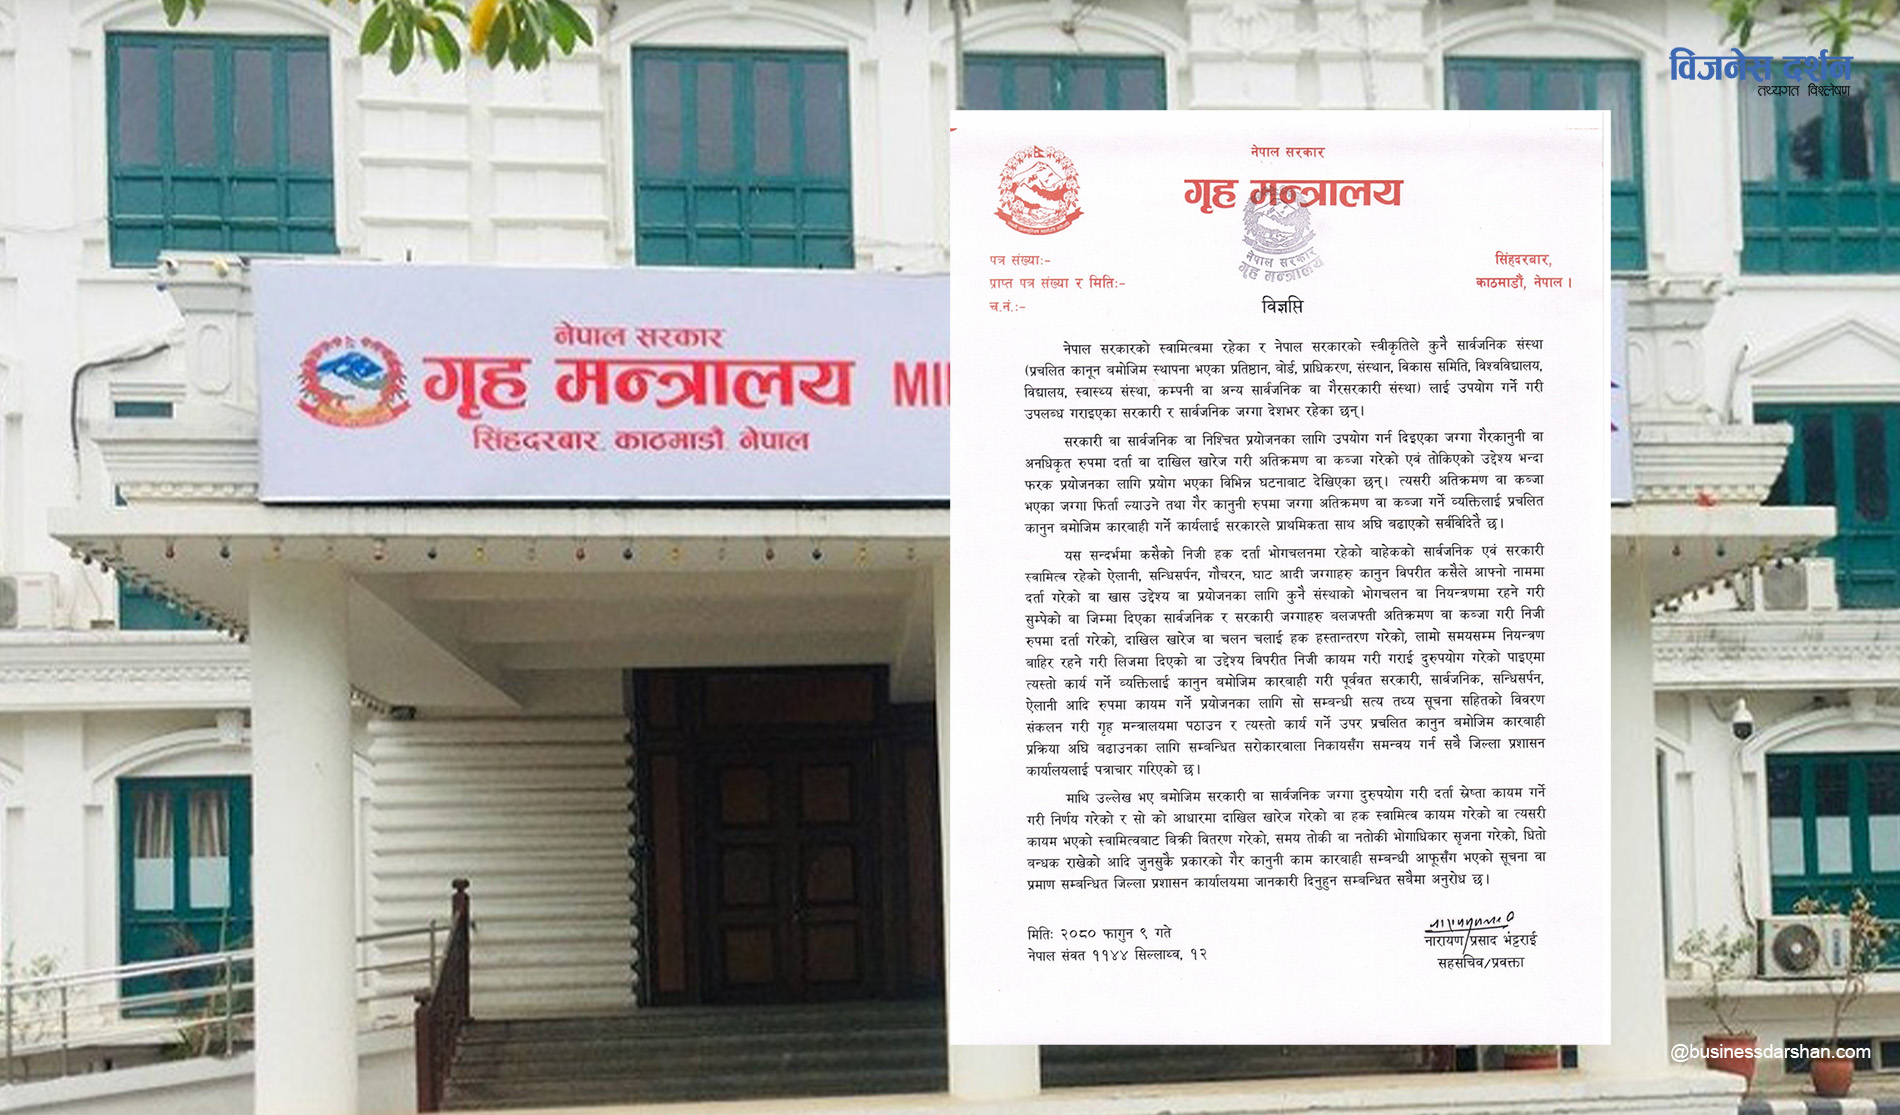 विजनेस दर्शन
तथ्यगत विश्लेषण
नेपाल सरकार
गृह मन्त्रालय MI
सिंहदरबार, काठमाडौं, नेपाल
नेपाल सरकार
गृह मन्त्रालय
नेपाल सरकार
गृह मन्त्रालय
पत्र संख्याः-
प्राप्त पत्र संख्या र मितिः-
च.नं.:-
सिंहदरबार,
काठमाडौं, नेपाल ।
विज्ञप्ति
नेपाल सरकारको स्वामित्वमा रहेका र नेपाल सरकारको स्वीकृतिले कुनै सार्वजनिक संस्था
(प्रचलित कानून बमोजिम स्थापना भएका प्रतिष्ठान, बोर्ड, प्राधिकरण, संस्थान, विकास समिति, विश्वविद्यालय,
विद्यालय, स्वास्थ्य संस्था, कम्पनी वा अन्य सार्वजनिक वा गैरसरकारी संस्था) लाई उपयोग गर्ने गरी
उपलब्ध गराइएका सरकारी र सार्वजनिक जग्गा देशभर रहेका छन्।
सरकारी वा सार्वजनिक वा निश्चित प्रयोजनका लागि उपयोग गर्न दिइएका जग्गा गैरकानुनी वा
अनधिकृत रुपमा दर्ता वा दाखिल खारेज गरी अतिक्रमण वा कब्जा गरेको एवं तोकिएको उद्देश्य भन्दा
फरक प्रयोजनका लागि प्रयोग भएका विभिन्न घटनाबाट देखिएका छन्। त्यसरी अतिक्रमण वा कब्जा
भएका जग्गा फिर्ता ल्याउने तथा गैर कानुनी रुपमा जग्गा अतिक्रमण वा कब्जा गर्ने व्यक्तिलाई प्रचलित
कानुन बमोजिम कारवाही गर्ने कार्यलाई सरकारले प्राथमिकता साथ अघि बढाएको सर्वविदितै छ।
यस सन्दर्भमा कसैको निजी हक दर्ता भोगचलनमा रहेको बाहेकको सार्वजनिक एवं सरकारी
स्वामित्व रहेको ऐलानी, सन्धिसर्पन, गौचरन, घाट आदी जग्गाहरु कानुन विपरीत कसैले आफ्नो नाममा
दर्ता गरेको वा खास उद्देश्य वा प्रयोजनका लागि कुनै संस्थाको भोगचलन वा नियन्त्रणमा रहने गरी
सुम्पेको वा जिम्मा दिएका सार्वजनिक र सरकारी जग्गाहरु बलजफ्ती अतिक्रमण वा कब्जा गरी निजी
रुपमा दर्ता गरेको, दाखिल खारेज वा चलन चलाई हक हस्तान्तरण गरेको, लामो समयसम्म नियन्त्रण
बाहिर रहने गरी लिजमा दिएको वा उद्देश्य विपरीत निजी कायम गरी गराई दुरुपयोग गरेको पाइएमा
त्यस्तो कार्य गर्ने व्यक्तिलाई कानुन बमोजिम कारवाही गरी पूर्ववत सरकारी, सार्वजनिक, सन्धिसर्पन,
ऐलानी आदि रुपमा कायम गर्ने प्रयोजनका लागि सो सम्बन्धी सत्य तथ्य सूचना सहितको विवरण
संकलन गरी गृह मन्त्रालयमा पठाउन र त्यस्तो कार्य गर्ने उपर प्रचलित कानुन बमोजिम कारवाही
प्रक्रिया अघि बढाउनका लागि सम्बन्धित सरोकारवाला निकायसँग समन्वय गर्न सबै जिल्ला प्रशासन
कार्यालयलाई पत्राचार गरिएको छ।
माथि उल्लेख भए बमोजिम सरकारी वा सार्वजनिक जग्गा दुरुपयोग गरी दर्ता स्रेष्ता कायम गर्ने
गरी निर्णय गरेको र सो को आधारमा दाखिल खारेज गरेको वा हक स्वामित्व कायम गरेको वा त्यसरी
कायम भएको स्वामित्वबाट बिक्री वितरण गरेको, समय तोकी वा नतोकी भोगाधिकार सृजना गरेको, धितो
बन्धक राखेको आदि जुनसुकै प्रकारको गैर कानुनी काम कारवाही सम्बन्धी आफूसँग भएको सूचना वा
प्रमाण सम्बन्धित जिल्ला प्रशासन कार्यालयमा जानकारी दिनुहुन सम्बन्धित सबैमा अनुरोध छ।
मितिः २०८० फागुन ९ गते
नेपाल संवत ११४४ सिल्लाथ्व, १२
नारायण प्रसाद भट्टराई
सहसचिव/प्रवक्ता
@businessdarshan.com